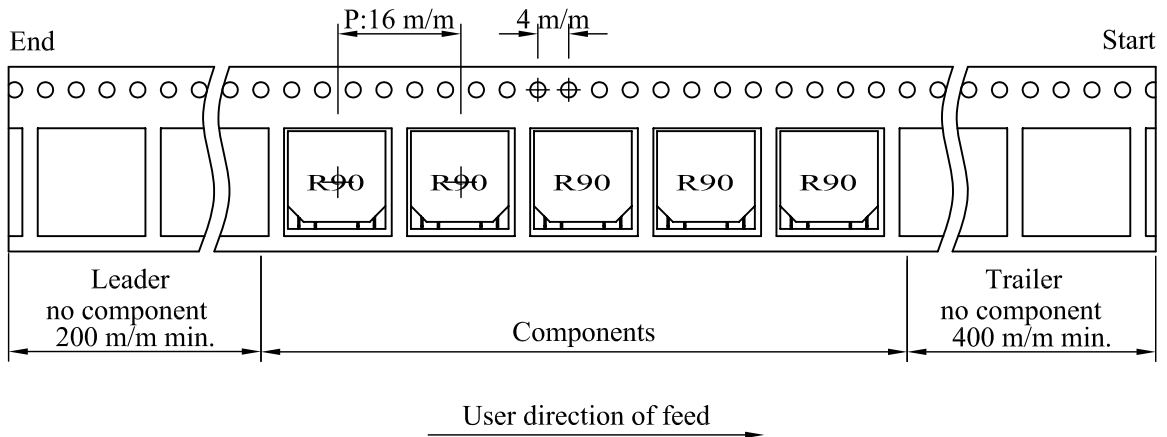 P:16 m/m
4 m/m
End
Start
R90
R90
R90
R90
R90
Leader
no component
200 m/m min.
Components
Trailer
no component
400 m/m min.
User direction of feed